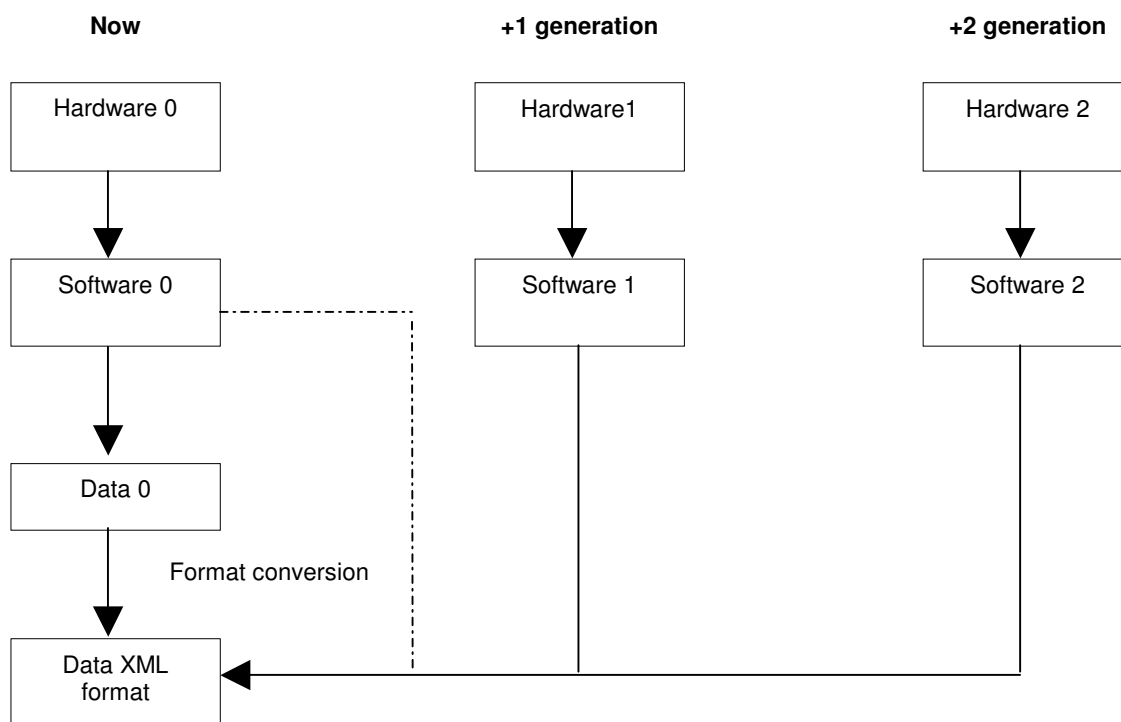 Now
+1 generation
+2 generation
Hardware 0
Hardware1
Hardware 2
Software 0
Software 1
Software 2
Data 0
Format conversion
Data XML
format